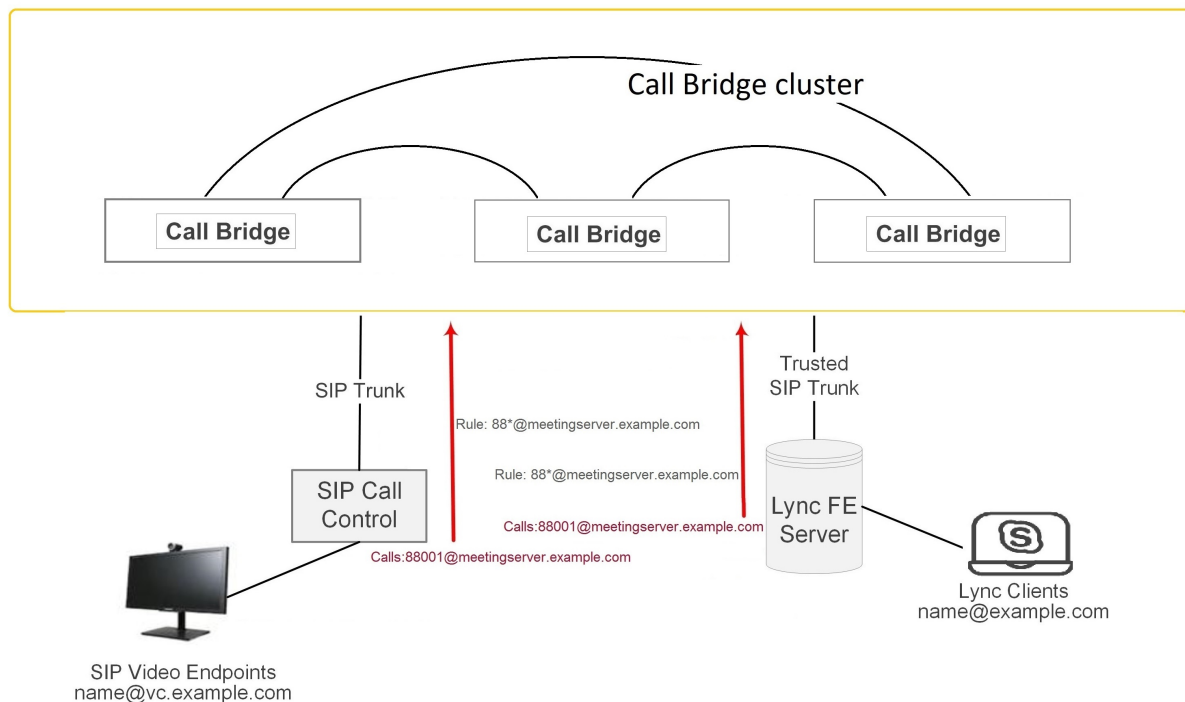 Call Bridge cluster
Call Bridge
Call Bridge
Call Bridge
SIP Trunk
Trusted
SIP Trunk
Rule: 88*@meetingserver.example.com
Rule: 88*@meetingserver.example.com
SIP Call
Control
Lync FE
Server
Calls:88001@meetingserver.example.com
Calls:88001@meetingserver.example.com
Lync Clients
name@example.com
SIP Video Endpoints
name@vc.example.com